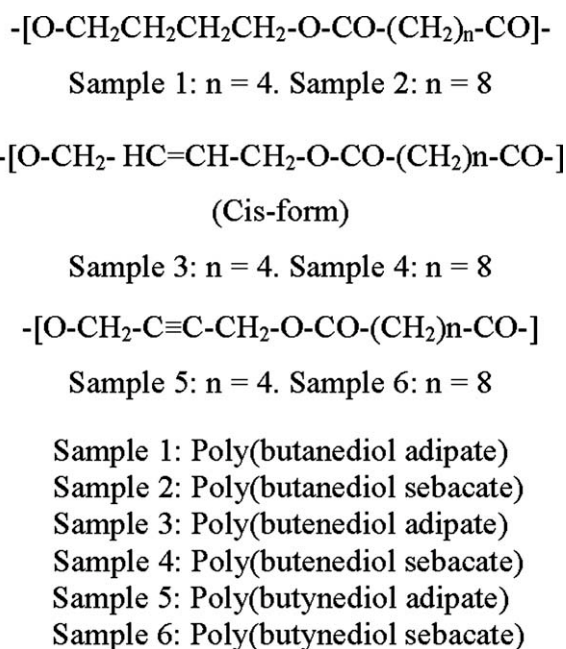 -[O-CH₂CH₂CH₂CH₂-O-CO-(CH₂)ₙ-CO]-
Sample 1: n = 4. Sample 2: n = 8
-[O-CH₂- HC=CH-CH₂-O-CO-(CH₂)n-CO-]
(Cis-form)
Sample 3: n = 4. Sample 4: n = 8
-[O-CH₂-C≡C-CH₂-O-CO-(CH₂)n-CO-]
Sample 5: n = 4. Sample 6: n = 8
Sample 1: Poly(butanediol adipate)
Sample 2: Poly(butanediol sebacate)
Sample 3: Poly(butenediol adipate)
Sample 4: Poly(butenediol sebacate)
Sample 5: Poly(butynediol adipate)
Sample 6: Poly(butynediol sebacate)